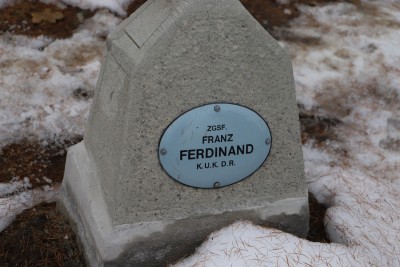 ZGSF.
FRANZ
FERDINAND
K.U.K. D.R.